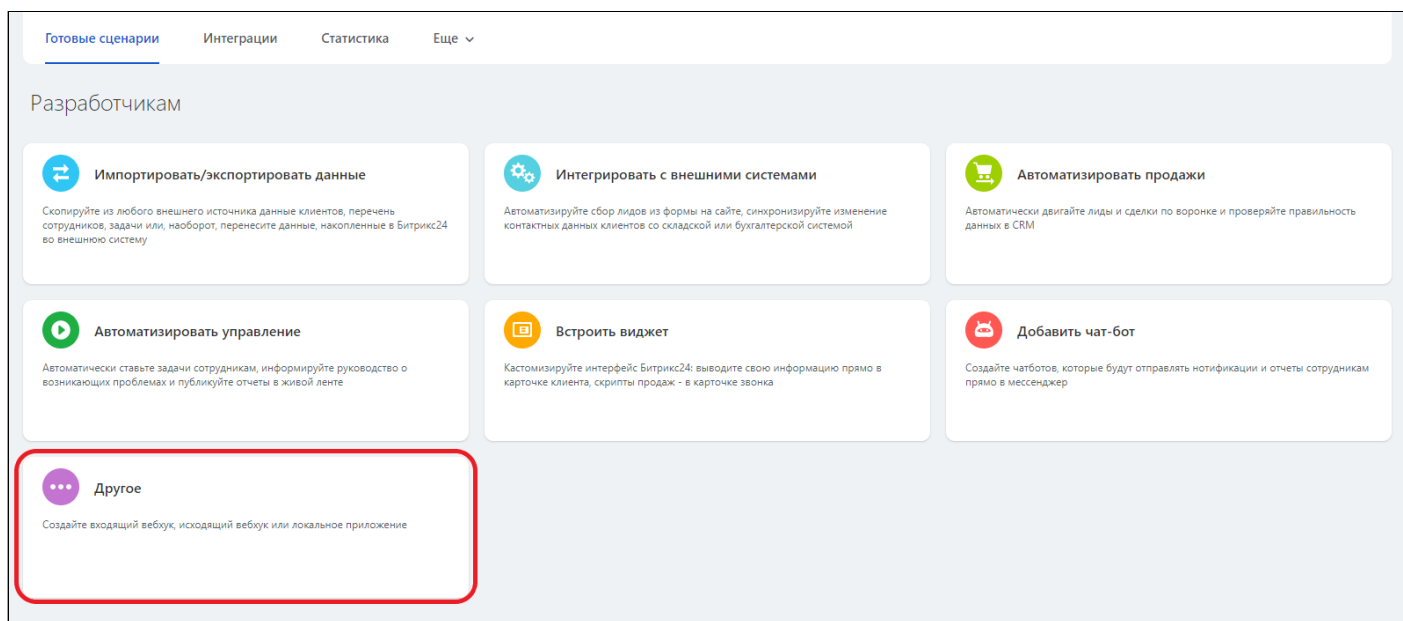 Готовые сценарии Интеграции Статистика Еще
Разработчикам
Импортировать/экспортировать данные
Скопируйте из любого внешнего источника данные клиентов, перечень
сотрудников, задачи или, наоборот, перенесите данные, накопленные в Битрикс24
во внешнюю систему
Интегрировать с внешними системами
Автоматизируйте сбор лидов из формы на сайте, синхронизируйте изменение
контактных данных клиентов со складской или бухгалтерской системой
Автоматизировать продажи
Автоматически двигайте лиды и сделки по воронке и проверяйте правильность
данных в CRM
Автоматизировать управление
Автоматически ставьте задачи сотрудникам, информируйте руководство о
возникающих проблемах и публикуйте отчеты в живой ленте
Встроить виджет
Кастомизируйте интерфейс Битрикс24: выводите свою информацию прямо в
карточке клиента, скрипты продаж - в карточке звонка
Добавить чат-бот
Создайте чатботов, которые будут отправлять нотификации и отчеты сотрудникам
прямо в мессенджер
Другое
Создайте входящий вебхук, исходящий вебхук или локальное приложение